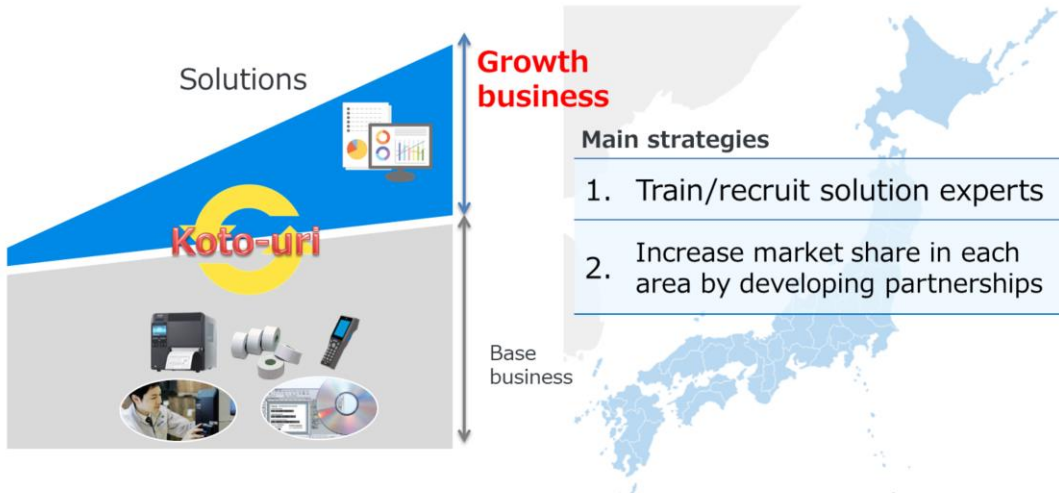 Solutions
Growth
business
Koto-uri
Base
business
Main strategies
1. Train/recruit solution experts
2. Increase market share in each
area by developing partnerships